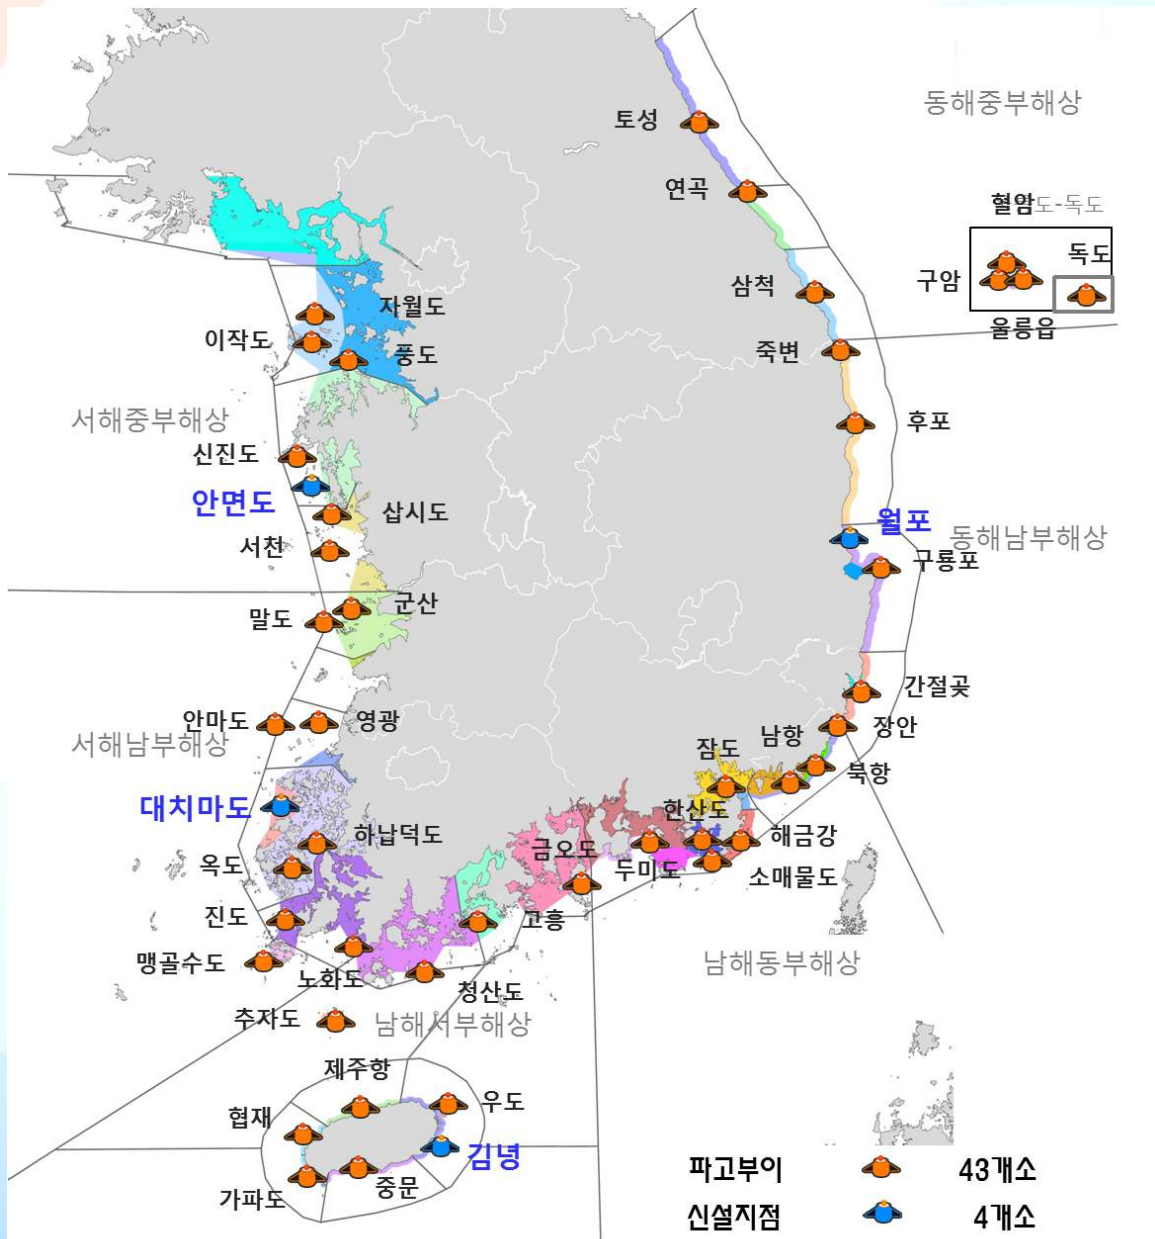 동해중부해상
토성
연곡
혈암도-독도
독도
구암
울릉읍
삼척
자월도
이작도
풍도
죽변
서해중부해상
후포
신진도
안면도
삽시도
월포
동해남부해상
서천
구룡포
말도
군산
간절곶
안마도
영광
장안
서해남부해상
잠도
남항
북항
대치마도
한산도
하납덕도
해금강
옥도
금오도
두미도
소매물도
진도
고흥
맹골수도
노화도
청산도
남해동부해상
추자도
남해서부해상
제주항
우도
협재
김녕
가파도
중문
파고부이 43개소
신설지점 4개소